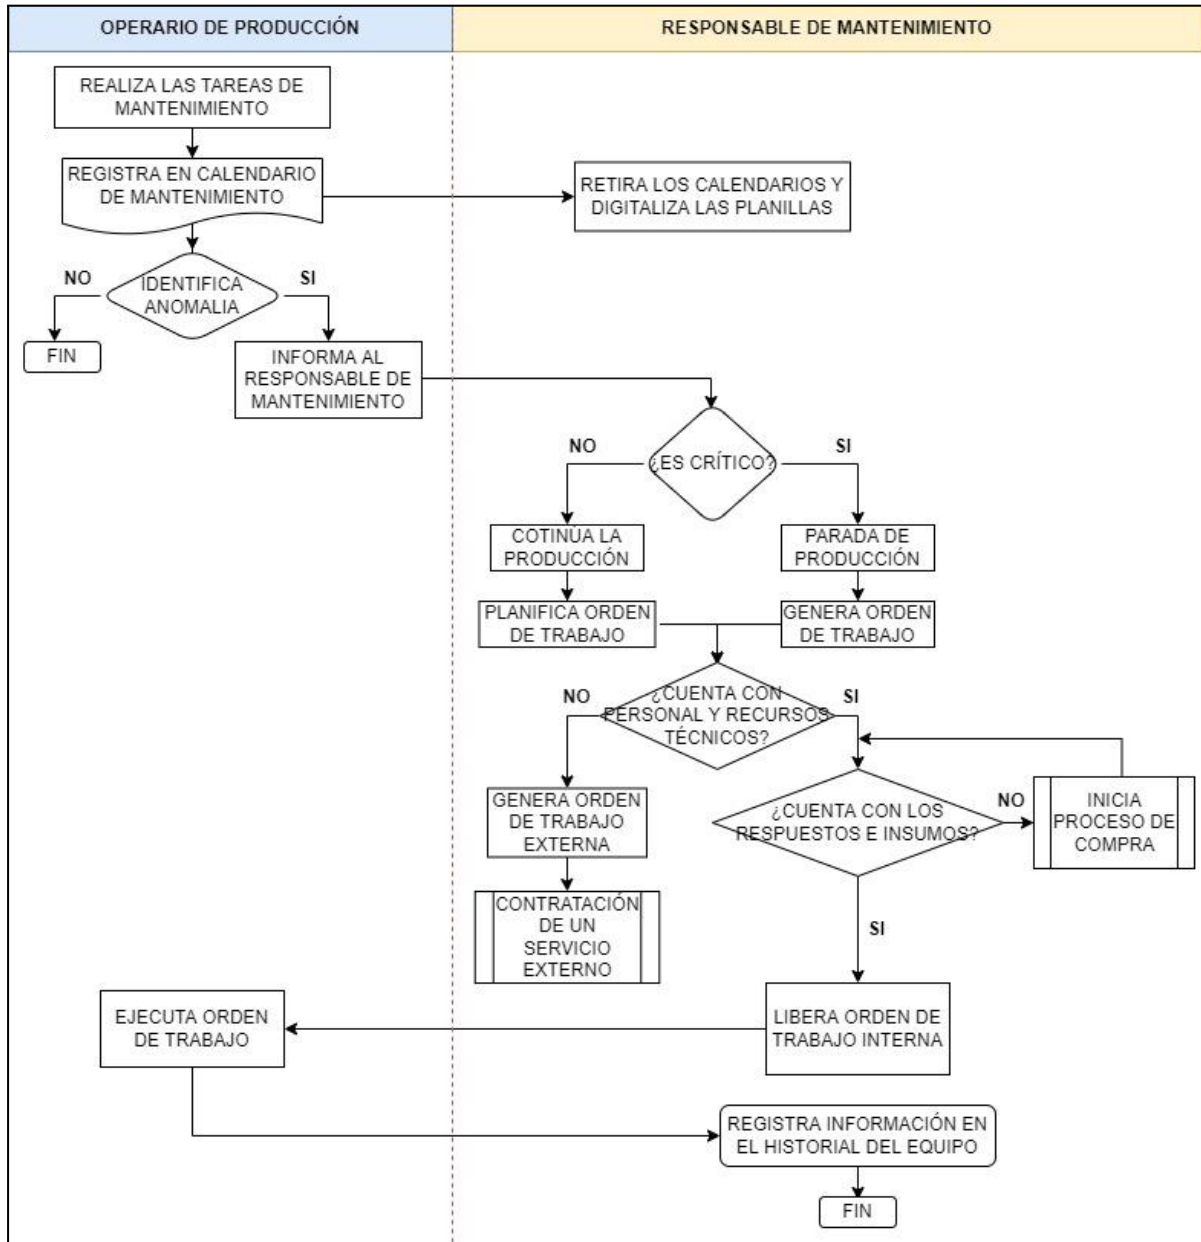 OPERARIO DE PRODUCCIÓN
RESPONSABLE DE MANTENIMIENTO
REALIZA LAS TAREAS DE
MANTENIMIENTO
REGISTRA EN CALENDARIO
DE MANTENIMIENTO
RETIRA LOS CALENDARIOS Y
DIGITALIZA LAS PLANILLAS
NO
IDENTIFICA
ANOMALIA
SI
FIN
INFORMA AL
RESPONSABLE DE
MANTENIMIENTO
NO
¿ES CRÍTICO?
SI
COTINÚA LA
PRODUCCIÓN
PARADA DE
PRODUCCIÓN
PLANIFICA ORDEN
DE TRABAJO
GENERA ORDEN
DE TRABAJO
NO
¿CUENTA CON
PERSONAL Y RECURSOS
TÉCNICOS?
SI
GENERA ORDEN
DE TRABAJO
EXTERNA
¿CUENTA CON LOS
RESPUESTOS E INSUMOS?
NO
INICIA
PROCESO DE
COMPRA
CONTRATACIÓN
DE UN
SERVICIO
EXTERNO
SI
EJECUTA ORDEN
DE TRABAJO
LIBERA ORDEN DE
TRABAJO INTERNA
REGISTRA INFORMACIÓN EN
EL HISTORIAL DEL EQUIPO
FIN